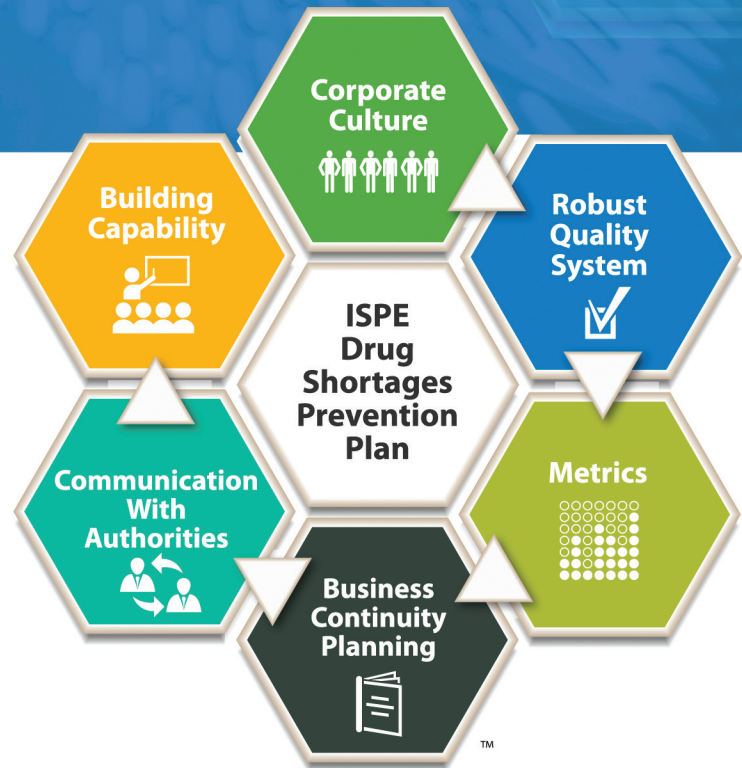 Corporate
Culture
Building
Capability
Robust
Quality
System
ISPE
Drug
Shortages
Prevention
Plan
Communication
With
Authorities
Metrics
Business
Continuity
Planning
TM